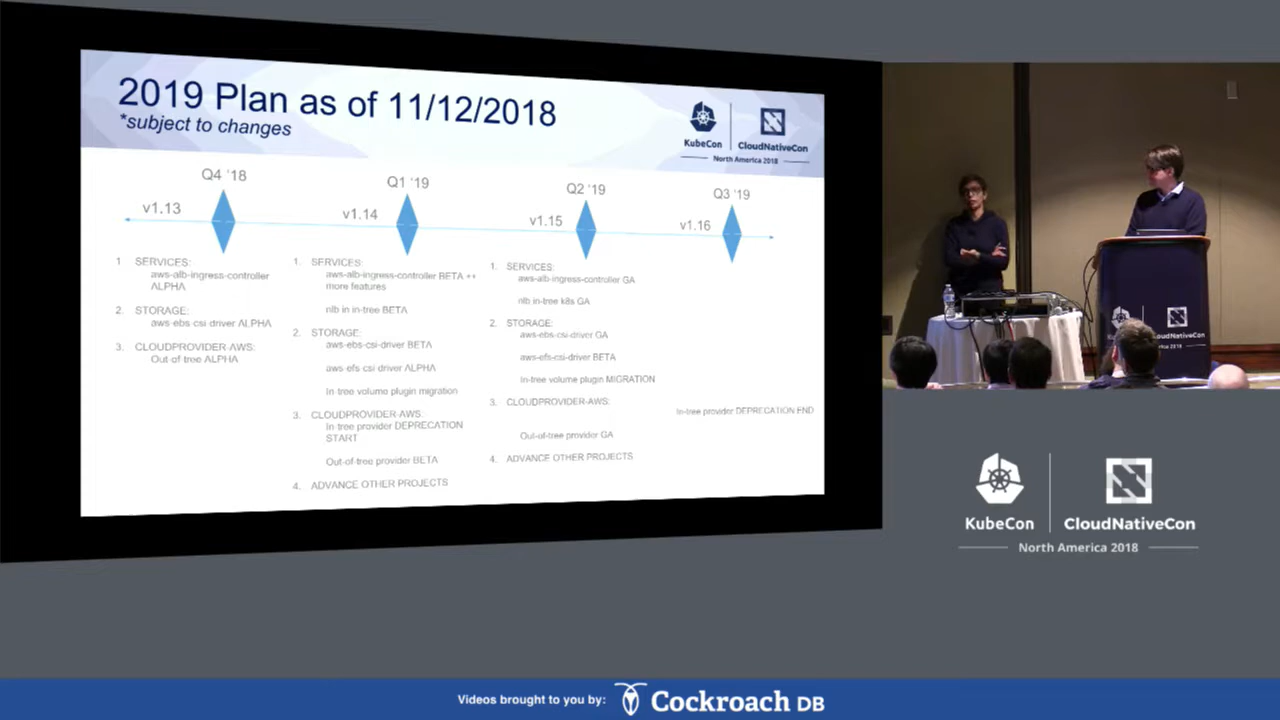 2019 Plan as of 11/12/2018
*subject to changes
KubeCon
CloudNativeCon
North America 2018
Q4 '18
Q1 '19
Q2 '19
Q3 '19
v1.13
v1.14
v1.15
v1.16
1 SERVICES:
aws-alb-ingress-controller
ALPHA
2. STORAGE:
aws-ebs-csi driver ALPHA
3. CLOUDPROVIDER-AWS:
Out of tree ALPHA
1. SERVICES:
aws-alb-ingress-controller BETA ++
more features
nlb in in-tree BETA
2. STORAGE:
aws-ebs-csi-driver BETA
aws-efs csi driver ALPHA
In-tree volume plugin migration
3. CLOUDPROVIDER-AWS:
In tree provider DEPRECATION
START
Out-of-tree provider BETA
4. ADVANCE OTHER PROJECTS
1. SERVICES:
aws-alb-ingress-controller GA
nlb in-tree k8s GA
2. STORAGE:
aws-ebs-csi-driver GA
aws-efs-csi-driver BETA
In-tree volume plugin MIGRATION
3. CLOUDPROVIDER-AWS:
Out-of-tree provider GA
4. ADVANCE OTHER PROJECTS
In-tree provider DEPRECATION END
KubeCon
CloudNativeCon
North America 2018
Videos brought to you by:
Cockroach DB